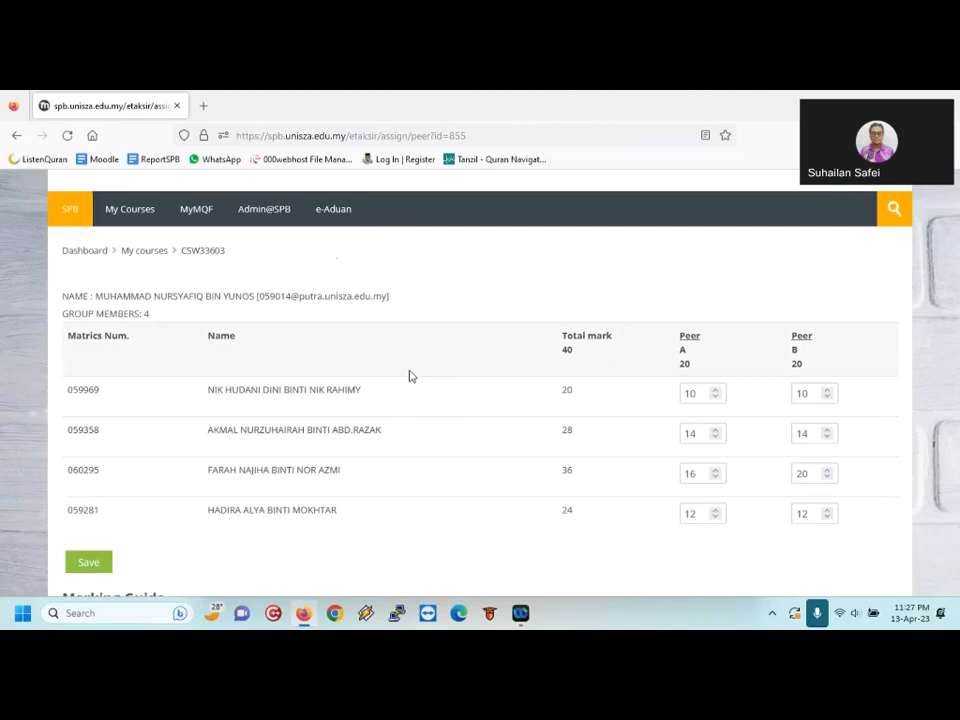 spb.unisza.edu.my/etaksir/assig
https://spb.unisza.edu.my/etaksir/assign/peer?id=855
ListenQuran Moodle ReportSPB WhatsApp 000webhost File Mana... Log In | Register Tanzil - Quran Navigat...
Suhailan Safei
SPB My Courses MyMQF Admin@SPB e-Aduan
Dashboard My courses CSW33603
NAME : MUHAMMAD NURSYAFIQ BIN YUNOS [059014@putra.unisza.edu.my]
GROUP MEMBERS: 4
Matrics Num. Name Total mark 40 Peer A 20 Peer B 20
059969 NIK HUDANI DINI BINTI NIK RAHIMY 20 10 10
059358 AKMAL NURZUHAIRAH BINTI ABD.RAZAK 28 14 14
060295 FARAH NAJIHA BINTI NOR AZMI 36 16 20
059281 HADIRA ALYA BINTI MOKHTAR 24 12 12
Save
Marking Guide
Search 28° 11:27 PM
13-Apr-23